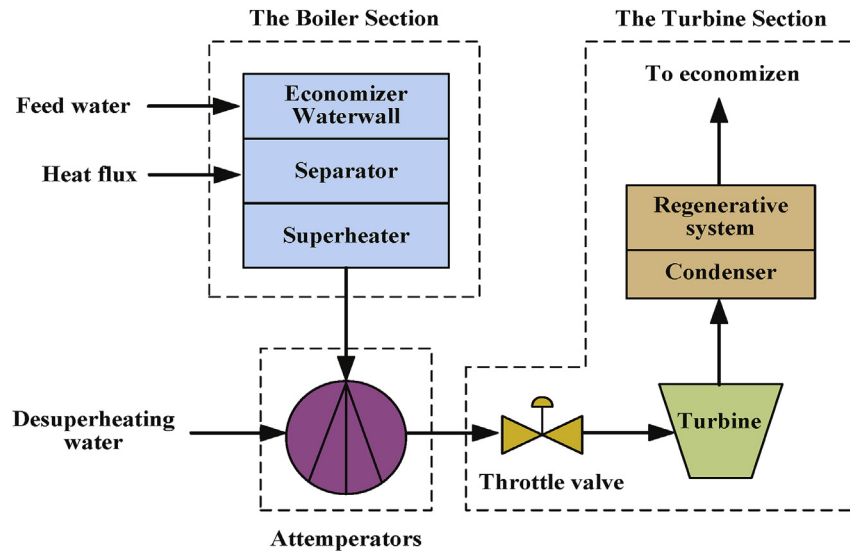 The Boiler Section
The Turbine Section
Feed water
Heat flux
Economizer
Waterwall
Separator
Superheater
To economizen
Regenerative
system
Condenser
Desuperheating
water
Attemperators
Throttle valve
Turbine